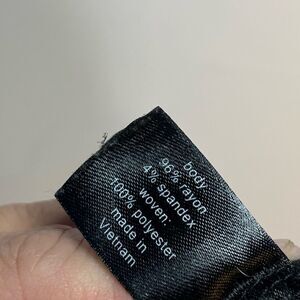 body
96% rayon
4% spandex
woven.
100% polyester
made in
Vietnam